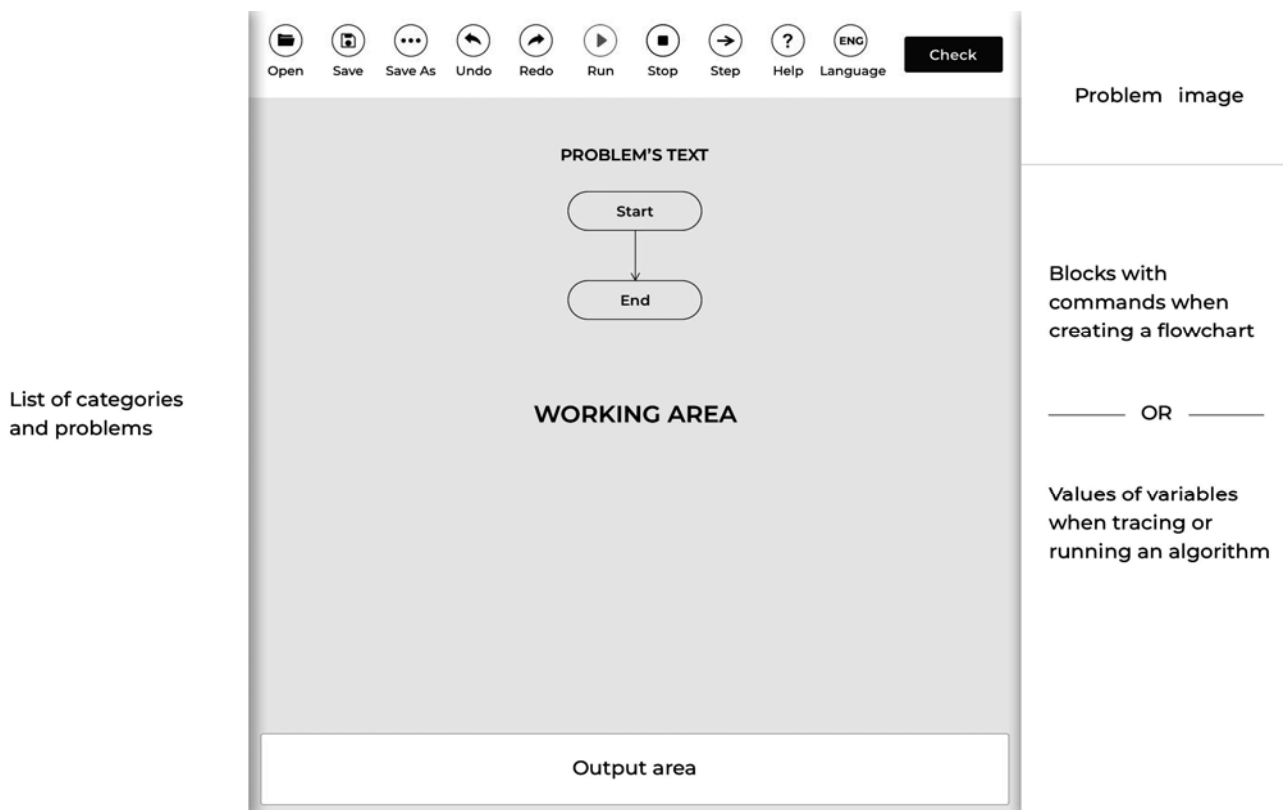 Open Save Save As Undo Redo Run Stop Step Help ENG Language Check
Problem image
PROBLEM'S TEXT
Start
End
List of categories
and problems
WORKING AREA
Blocks with
commands when
creating a flowchart
OR
Values of variables
when tracing or
running an algorithm
Output area